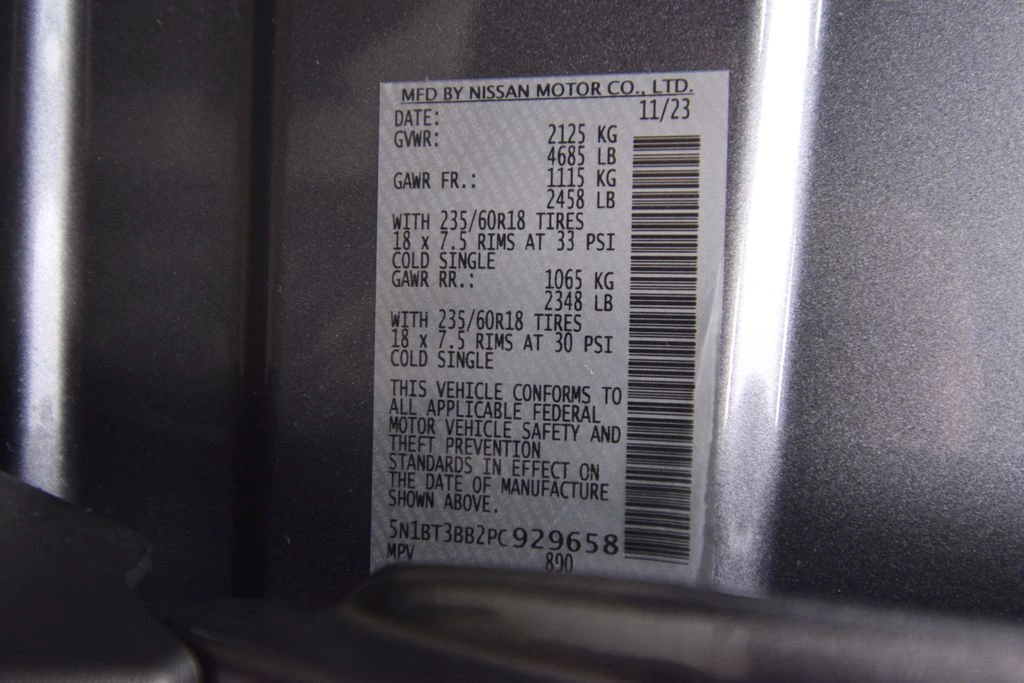 MFD BY NISSAN MOTOR CO., LTD.
DATE: 11/23
GVWR: 2125 KG
4685 LB
GAWR FR.: 1115 KG
2458 LB
WITH 235/60R18 TIRES
18 x 7.5 RIMS AT 33 PSI
COLD SINGLE
GAWR RR.: 1065 KG
2348 LB
WITH 235/60R18 TIRES
18 x 7.5 RIMS AT 30 PSI
COLD SINGLE
THIS VEHICLE CONFORMS TO
ALL APPLICABLE FEDERAL
MOTOR VEHICLE SAFETY AND
THEFT PREVENTION
STANDARDS IN EFFECT ON
THE DATE OF MANUFACTURE
SHOWN ABOVE.
5N1BT3BB2PC929658
MPV 890